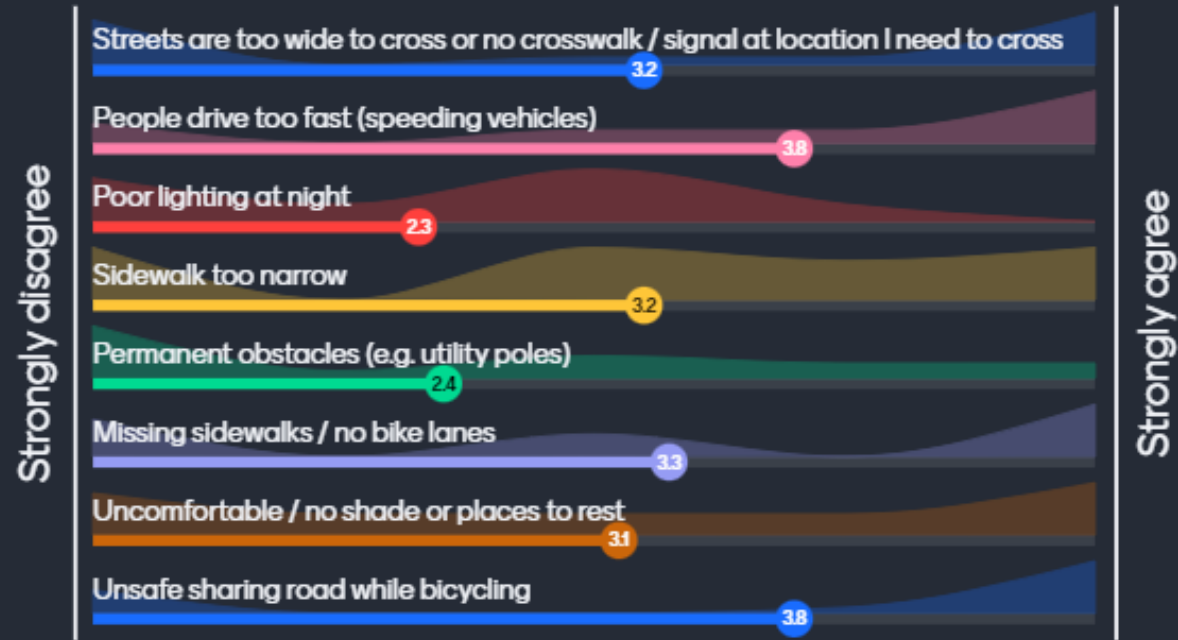 Strongly disagree
Streets are too wide to cross or no crosswalk / signal at location I need to cross
3.2
People drive too fast (speeding vehicles)
3.8
Poor lighting at night
2.3
Sidewalk too narrow
3.2
Permanent obstacles (e.g. utility poles)
2.4
Missing sidewalks / no bike lanes
3.3
Uncomfortable / no shade or places to rest
3.1
Unsafe sharing road while bicycling
3.8
Strongly agree